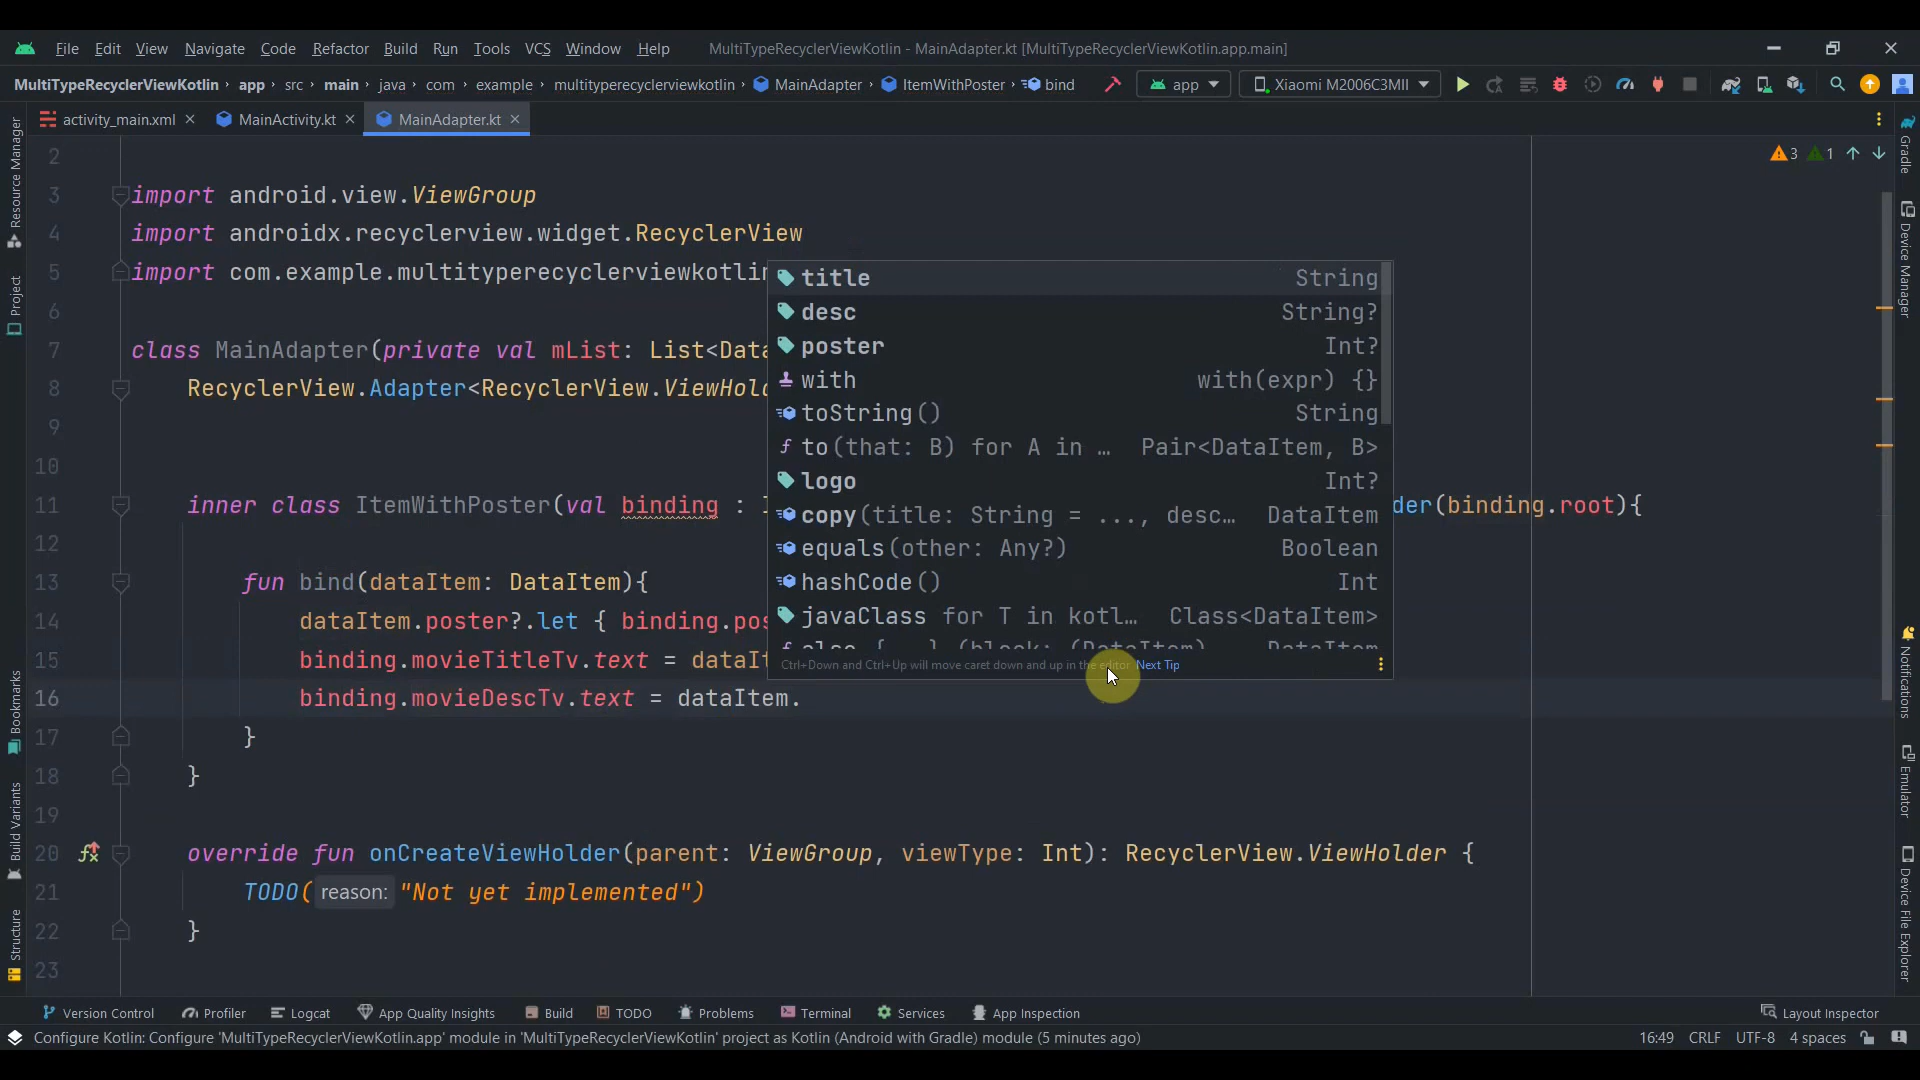 File Edit View Navigate Code Refactor Build Run Tools VCS Window Help MultiTypeRecyclerViewKotlin - MainAdapter.kt [MultiTypeRecyclerViewKotlin.app.main]
MultiTypeRecyclerViewKotlin app src main java com example multityperecyclerviewkotlin MainAdapter ItemWithPoster bind app Xiaomi M2006C3MII
activity_main.xml MainActivity.kt MainAdapter.kt
3 1
2
3 import android.view.ViewGroup
4 import androidx.recyclerview.widget.RecyclerView
5 import com.example.multityperecyclerviewkotlin
6
7 class MainAdapter(private val mList: List<Data
8 RecyclerView.Adapter<RecyclerView.ViewHol
9
10
11 inner class ItemWithPoster(val binding : der(binding.root){
12
13 fun bind(dataItem: DataItem){
14 dataItem.poster?.let { binding.pos
15 binding.movieTitleTv.text = dataIt
16 binding.movieDescTv.text = dataItem.
17 }
18 }
19
20 override fun onCreateViewHolder(parent: ViewGroup, viewType: Int): RecyclerView.ViewHolder {
21 TODO( reason: "Not yet implemented")
22 }
23
title String
desc String?
poster Int?
with with(expr) {}
toString() String
to(that: B) for A in … Pair<DataItem, B>
logo Int?
copy(title: String = ..., desc… DataItem
equals(other: Any?) Boolean
hashCode() Int
javaClass for T in kotl… Class<DataItem>
also {...} (block: (DataItem) DataItem
Ctrl+Down and Ctrl+Up will move caret down and up in the editor Next Tip
Resource Manager
Project
Bookmarks
Build Variants
Structure
Gradle
Device Manager
Notifications
Emulator
Device File Explorer
Version Control Profiler Logcat App Quality Insights Build TODO Problems Terminal Services App Inspection Layout Inspector
Configure Kotlin: Configure 'MultiTypeRecyclerViewKotlin.app' module in 'MultiTypeRecyclerViewKotlin' project as Kotlin (Android with Gradle) module (5 minutes ago) 16:49 CRLF UTF-8 4 spaces